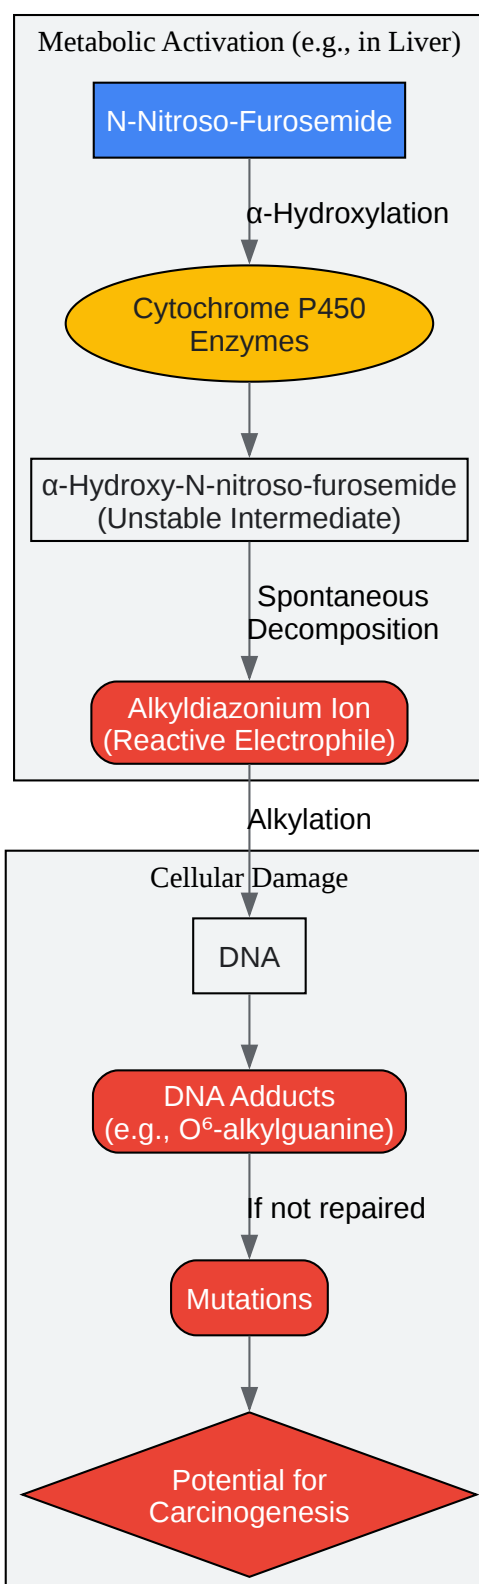 Metabolic Activation (e.g., in Liver)
N-Nitroso-Furosemide
α-Hydroxylation
Cytochrome P450
Enzymes
α-Hydroxy-N-nitroso-furosemide
(Unstable Intermediate)
Spontaneous
Decomposition
Alkyldiazonium Ion
(Reactive Electrophile)
Alkylation
Cellular Damage
DNA
DNA Adducts
(e.g., O⁶-alkylguanine)
If not repaired
Mutations
Potential for
Carcinogenesis